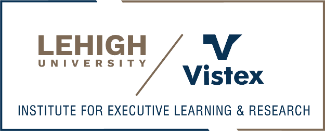 LEHIGH
UNIVERSITY
Vistex
INSTITUTE FOR EXECUTIVE LEARNING & RESEARCH